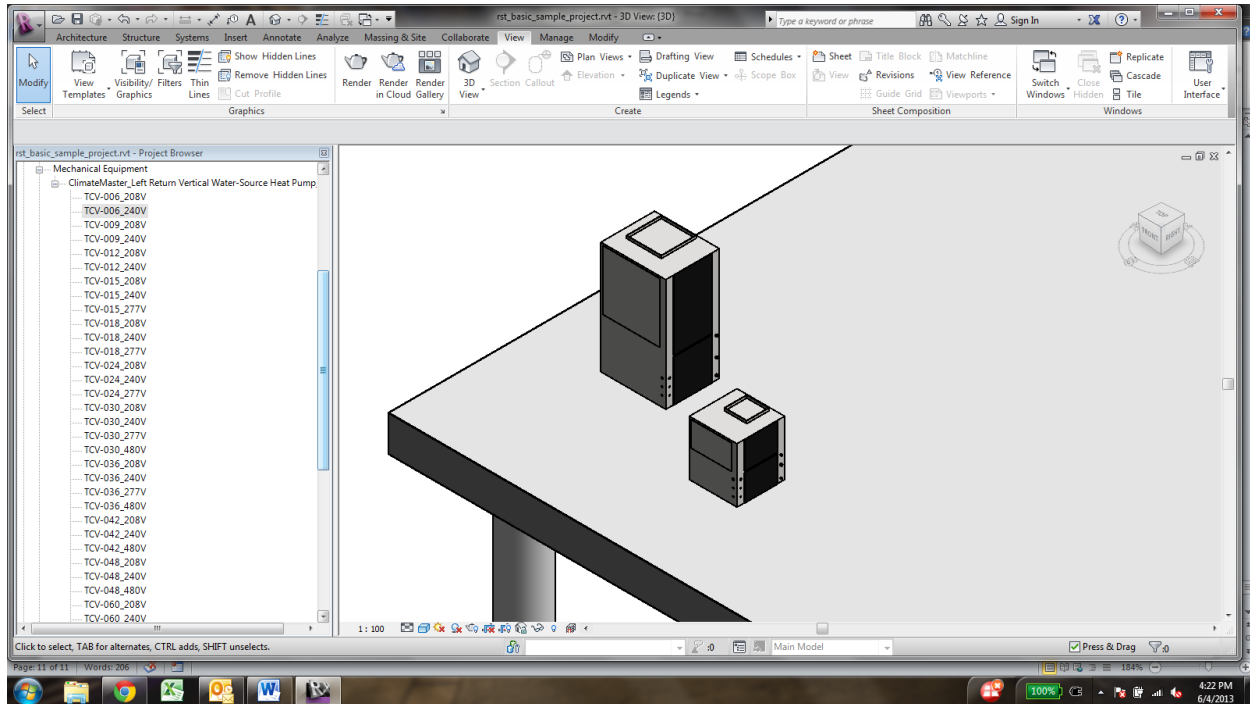 rst_basic_sample_project.rvt - 3D View: {3D}
Type a keyword or phrase
Sign In
Architecture Structure Systems Insert Annotate Analyze Massing & Site Collaborate View Manage Modify
Modify
View Templates
Visibility/ Graphics
Filters
Thin Lines
Show Hidden Lines
Remove Hidden Lines
Cut Profile
Render
Render in Cloud
Render Gallery
3D View
Section
Callout
Plan Views
Elevation
Drafting View
Duplicate View
Legends
Schedules
Scope Box
Sheet
View
Title Block
Revisions
Guide Grid
Matchline
View Reference
Viewports
Switch Windows
Close Hidden
Replicate
Cascade
Tile
User Interface
Select
Graphics
Create
Sheet Composition
Windows
rst_basic_sample_project.rvt - Project Browser
Mechanical Equipment
ClimateMaster_Left Return Vertical Water-Source Heat Pump
TCV-006_208V
TCV-006_240V
TCV-009_208V
TCV-009_240V
TCV-012_208V
TCV-012_240V
TCV-015_208V
TCV-015_240V
TCV-015_277V
TCV-018_208V
TCV-018_240V
TCV-018_277V
TCV-024_208V
TCV-024_240V
TCV-024_277V
TCV-030_208V
TCV-030_240V
TCV-030_277V
TCV-030_480V
TCV-036_208V
TCV-036_240V
TCV-036_277V
TCV-036_480V
TCV-042_208V
TCV-042_240V
TCV-042_480V
TCV-048_208V
TCV-048_240V
TCV-048_480V
TCV-060_208V
TCV-060_240V
TOP
FRONT
RIGHT
1 : 100
Click to select, TAB for alternates, CTRL adds, SHIFT unselects.
:0
Main Model
Press & Drag
:0
Page: 11 of 11
Words: 206
184%
100%
4:22 PM
6/4/2013